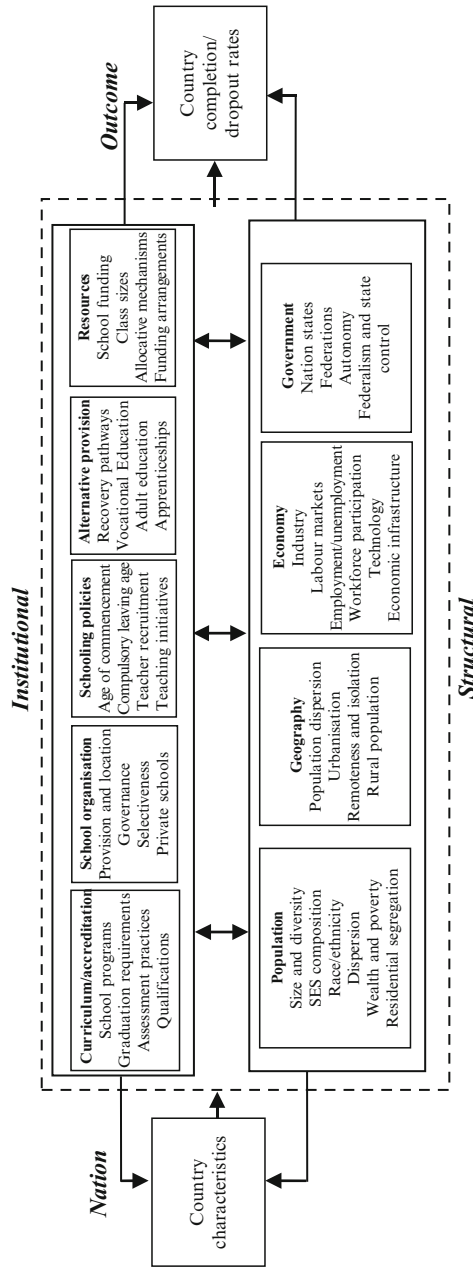 Nation
Institutional
Outcome
Country
characteristics
Curriculum/accreditation
School programs
Graduation requirements
Assessment practices
Qualifications
School organisation
Provision and location
Governance
Selectiveness
Private schools
Schooling policies
Age of commencement
Compulsory leaving age
Teacher recruitment
Teaching initiatives
Alternative provision
Recovery pathways
Vocational Education
Adult education
Apprenticeships
Resources
School funding
Class sizes
Allocative mechanisms
Funding arrangements
Country
completion/
dropout rates
Population
Size and diversity
SES composition
Race/ethnicity
Dispersion
Wealth and poverty
Residential segregation
Geography
Population dispersion
Urbanisation
Remoteness and isolation
Rural population
Economy
Industry
Labour markets
Employment/unemployment
Workforce participation
Technology
Economic infrastructure
Government
Nation states
Federations
Autonomy
Federalism and state
control
Structural